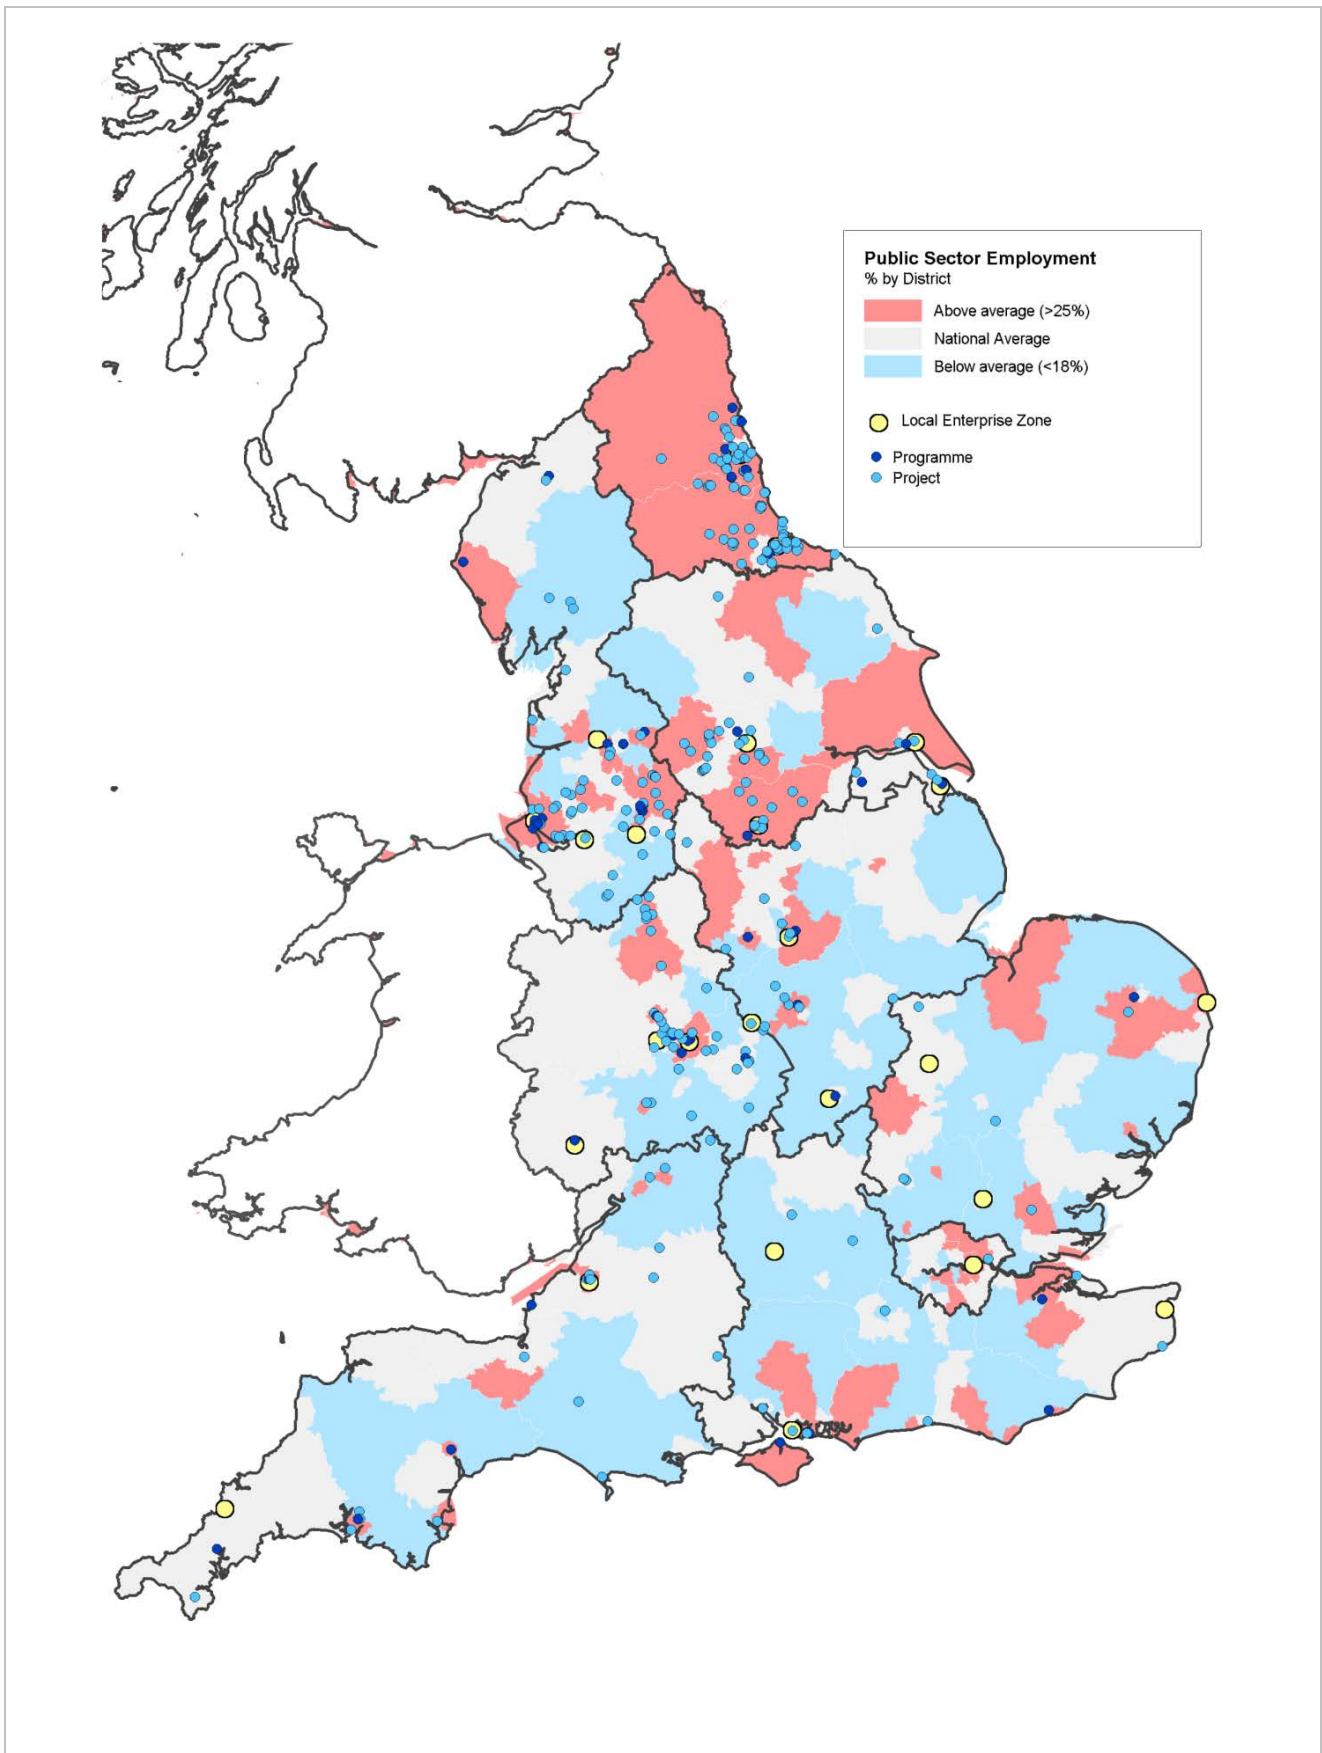 Public Sector Employment
% by District
Above average (>25%)
National Average
Below average (<18%)
Local Enterprise Zone
Programme
Project